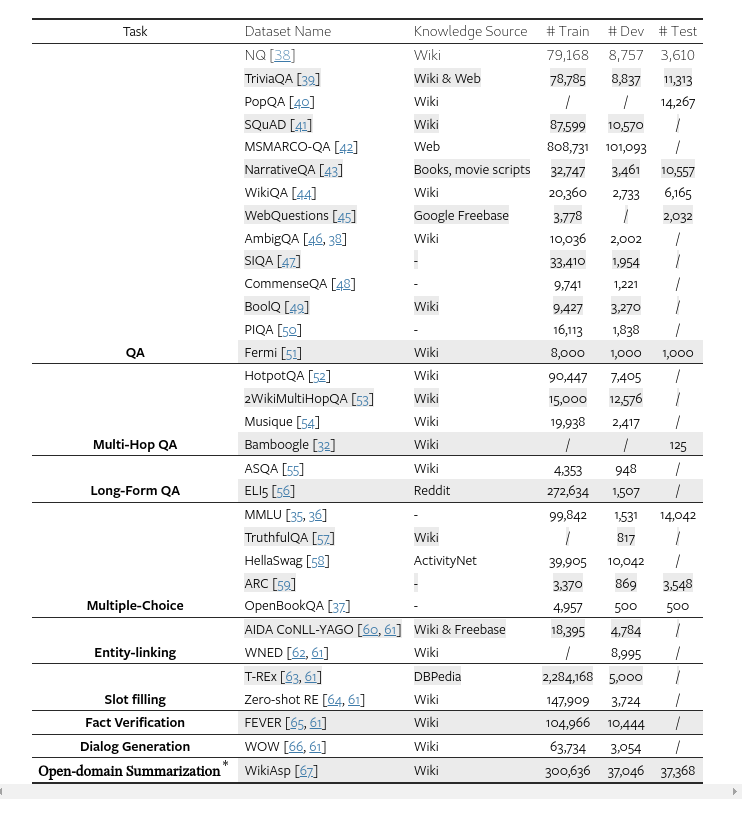 Task Dataset Name Knowledge Source # Train # Dev # Test
NQ [38] Wiki 79,168 8,757 3,610
TriviaQA [39] Wiki & Web 78,785 8,837 11,313
PopQA [40] Wiki / / 14,267
SQuAD [41] Wiki 87,599 10,570 /
MSMARCO-QA [42] Web 808,731 101,093 /
NarrativeQA [43] Books, movie scripts 32,747 3,461 10,557
WikiQA [44] Wiki 20,360 2,733 6,165
WebQuestions [45] Google Freebase 3,778 / 2,032
AmbigQA [46, 38] Wiki 10,036 2,002 /
SIQA [47] - 33,410 1,954 /
CommenseQA [48] - 9,741 1,221 /
BoolQ [49] Wiki 9,427 3,270 /
PIQA [50] - 16,113 1,838 /
QA Fermi [51] Wiki 8,000 1,000 1,000
HotpotQA [52] Wiki 90,447 7,405 /
2WikiMultiHopQA [53] Wiki 15,000 12,576 /
Musique [54] Wiki 19,938 2,417 /
Multi-Hop QA Bamboogle [32] Wiki / / 125
ASQA [55] Wiki 4,353 948 /
Long-Form QA ELI5 [56] Reddit 272,634 1,507 /
MMLU [35, 36] - 99,842 1,531 14,042
TruthfulQA [57] Wiki / 817 /
HellaSwag [58] ActivityNet 39,905 10,042 /
ARC [59] - 3,370 869 3,548
Multiple-Choice OpenBookQA [37] - 4,957 500 500
AIDA CoNLL-YAGO [60, 61] Wiki & Freebase 18,395 4,784 /
Entity-linking WNED [62, 61] Wiki / 8,995 /
T-REx [63, 61] DBPedia 2,284,168 5,000 /
Slot filling Zero-shot RE [64, 61] Wiki 147,909 3,724 /
Fact Verification FEVER [65, 61] Wiki 104,966 10,444 /
Dialog Generation WOW [66, 61] Wiki 63,734 3,054 /
Open-domain Summarization* WikiAsp [67] Wiki 300,636 37,046 37,368